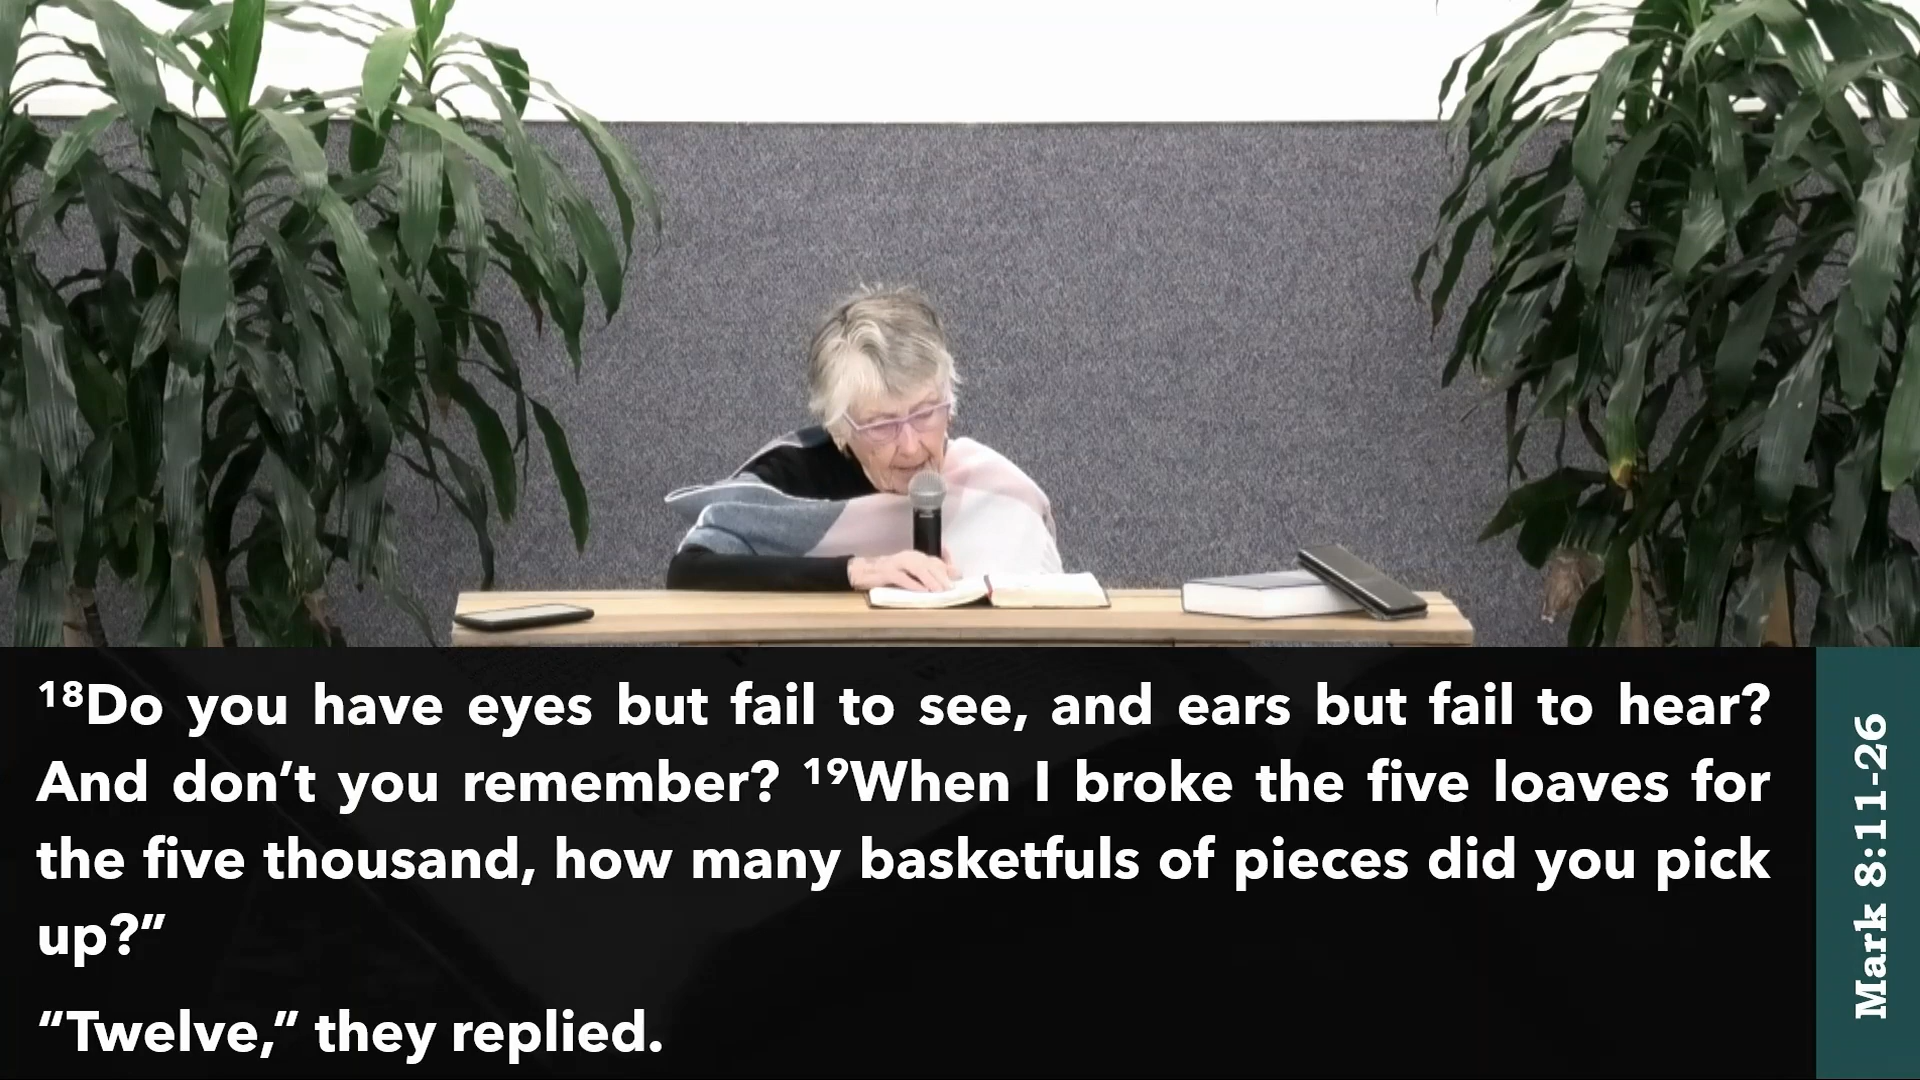 ¹⁸Do you have eyes but fail to see, and ears but fail to hear?
And don’t you remember? ¹⁹When I broke the five loaves for
the five thousand, how many basketfuls of pieces did you pick
up?”
“Twelve,” they replied.
Mark 8:11-26